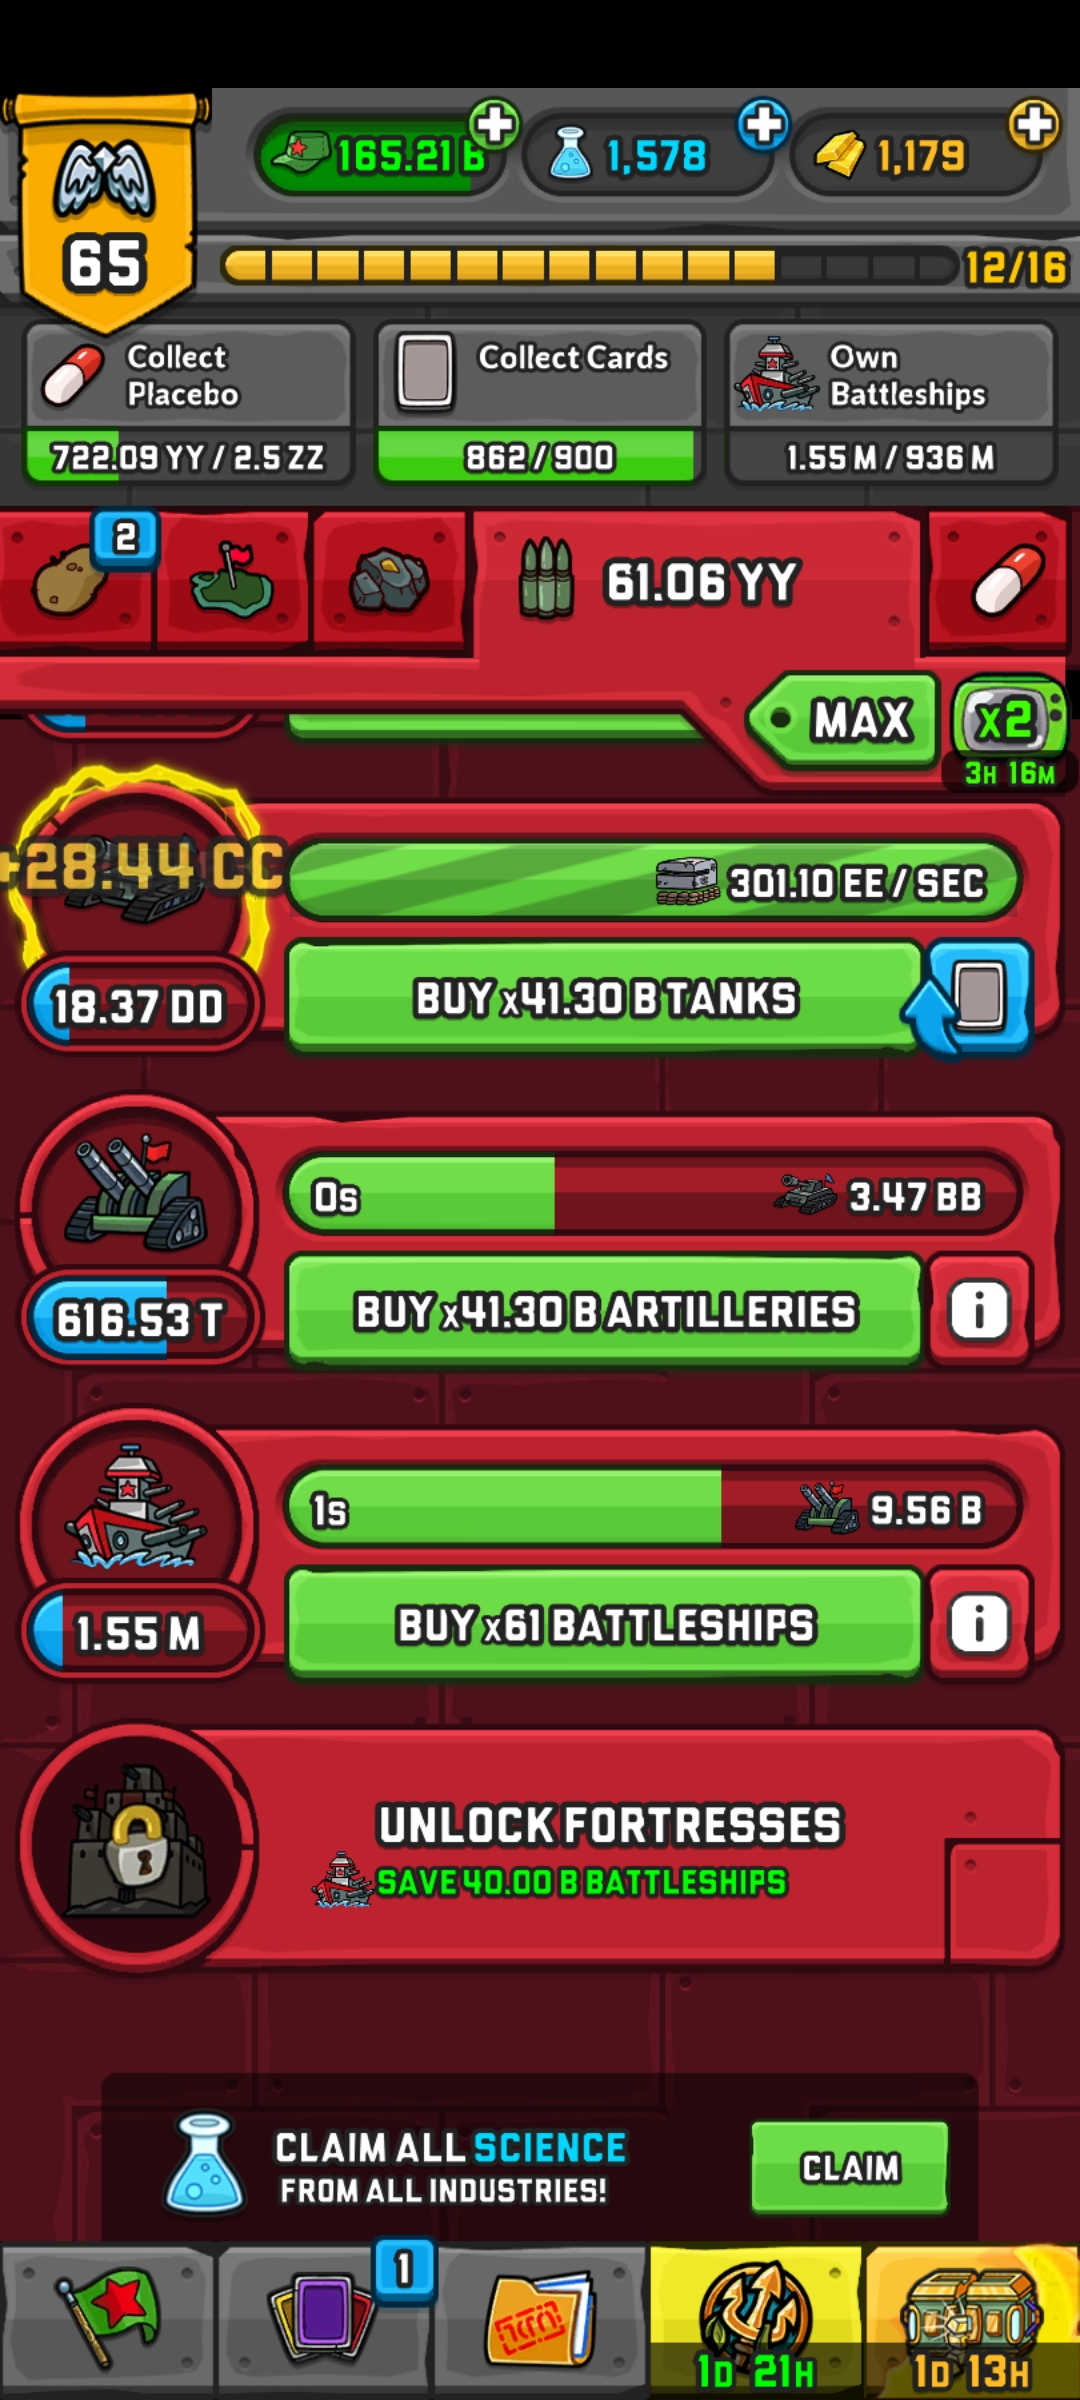 165.21 B
1,578
1,179
65
12/16
Collect
Placebo
722.09 YY / 2.5 ZZ
Collect Cards
862 / 900
Own
Battleships
1.55 M / 936 M
2
61.06 YY
MAX
x2
3H 16M
+28.44 CC
301.10 EE / SEC
18.37 DD
BUY x41.30 B TANKS
0s
3.47 BB
616.53 T
BUY x41.30 B ARTILLERIES
i
1s
9.56 B
1.55 M
BUY x61 BATTLESHIPS
i
UNLOCK FORTRESSES
SAVE 40.00 B BATTLESHIPS
CLAIM ALL SCIENCE
FROM ALL INDUSTRIES!
CLAIM
1
1D 21H
1D 13H